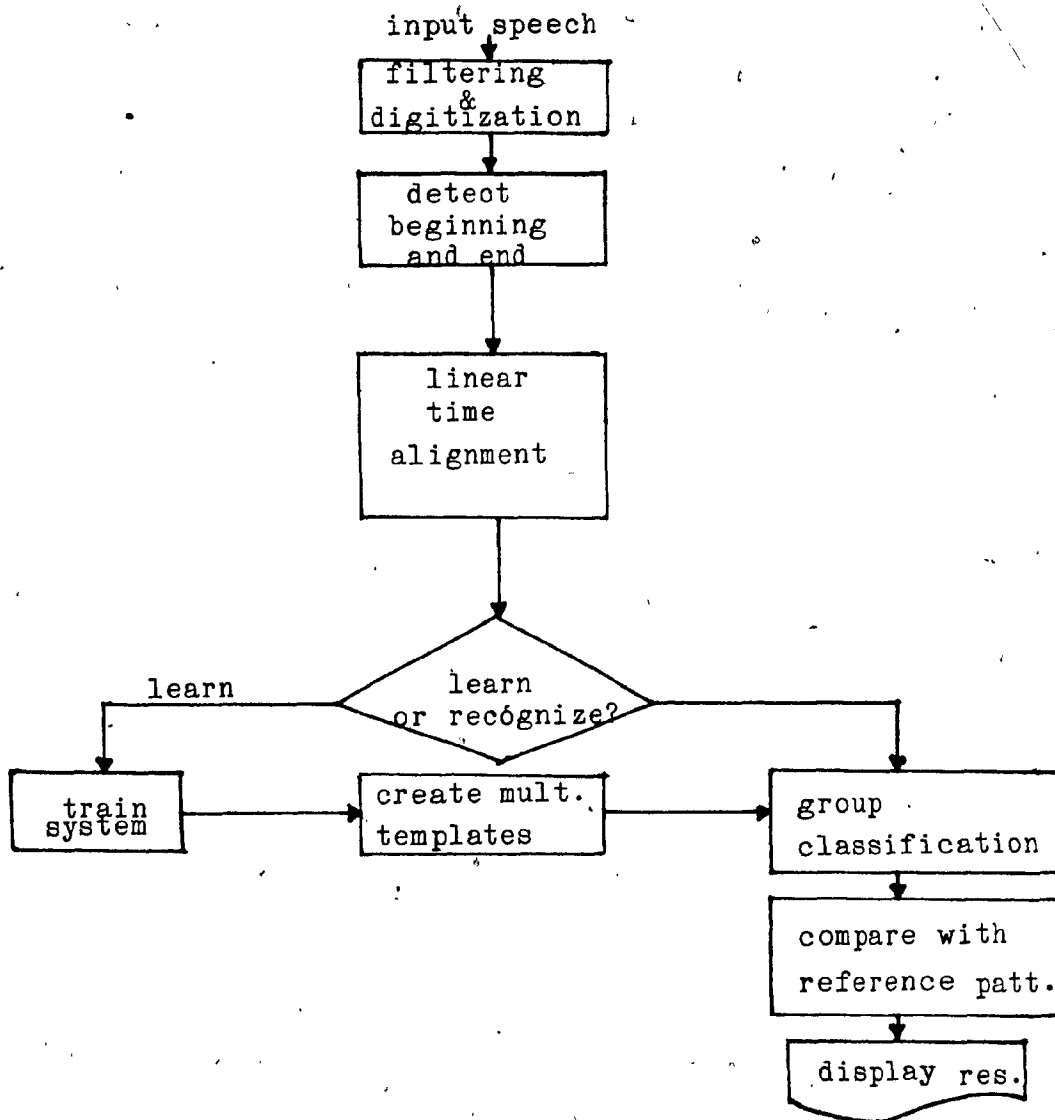 input speech
filtering
&
digitization
detect
beginning
and end
linear
time
alignment
learn
learn
or recógnize?
train
system
create mult.
templates
group
classification
compare with
reference patt.
display res.